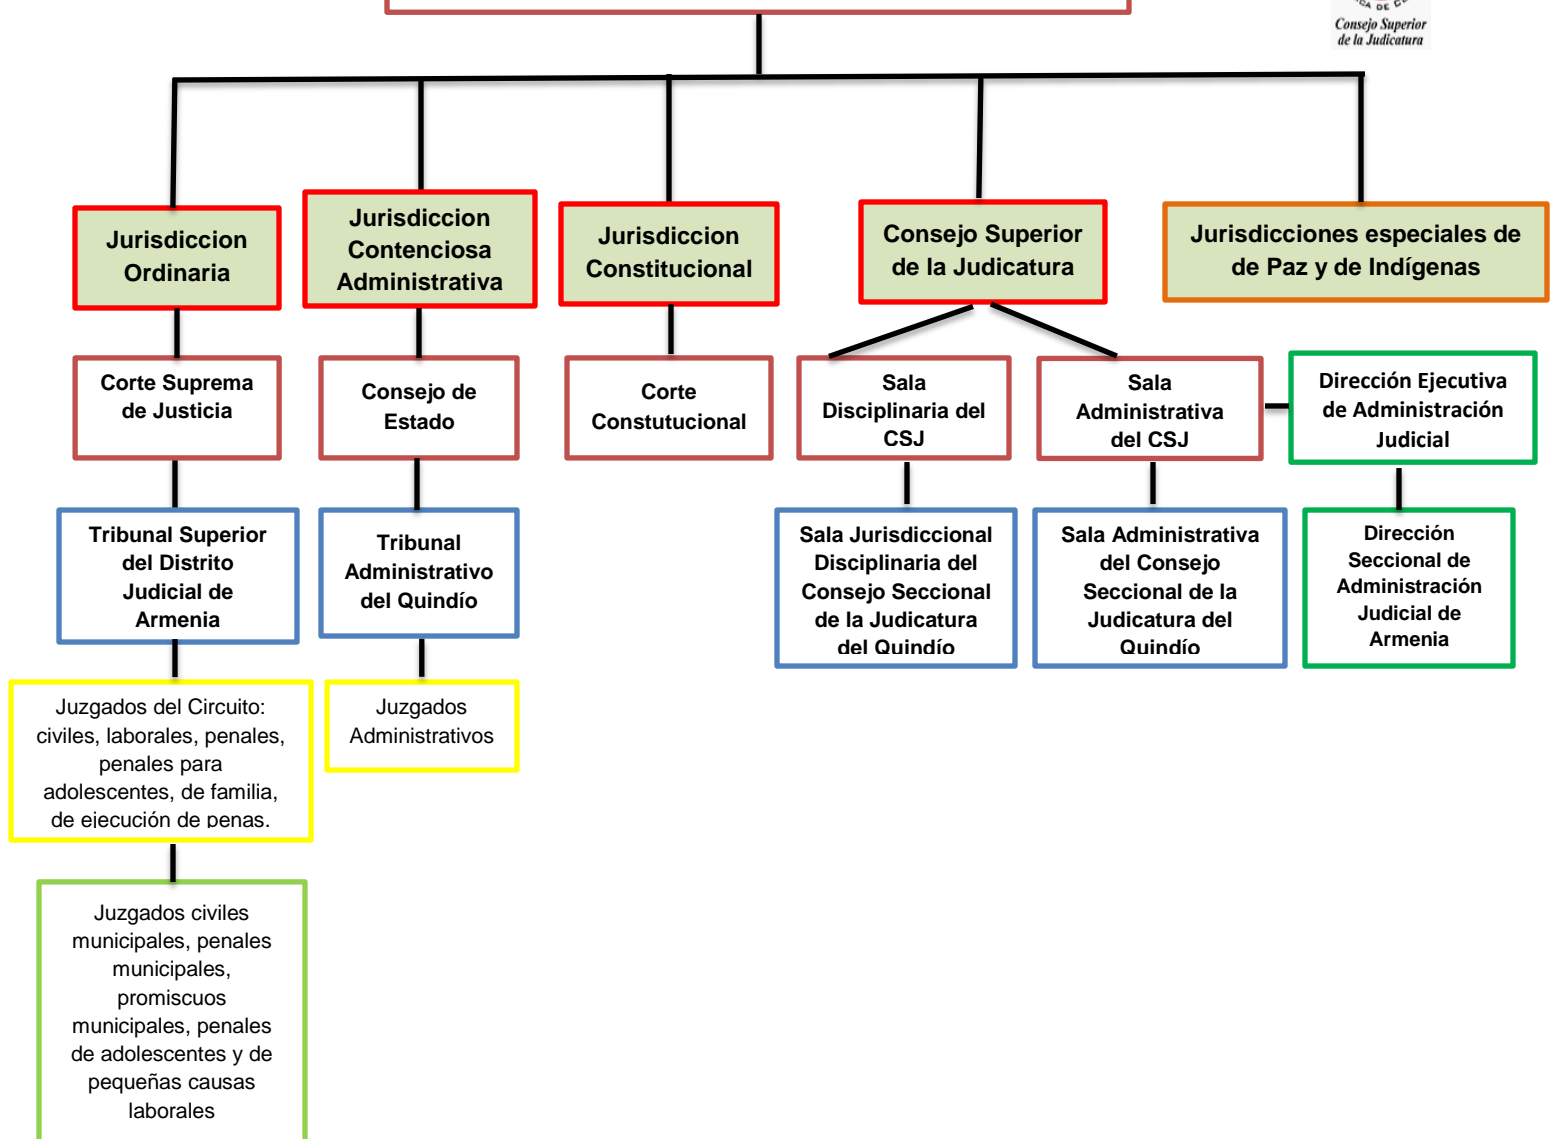 DE
Consejo Superior
de la Judicatura
Jurisdiccion
Ordinaria
Jurisdiccion
Contenciosa
Administrativa
Jurisdiccion
Constitucional
Consejo Superior
de la Judicatura
Jurisdicciones especiales de
de Paz y de Indígenas
Corte Suprema
de Justicia
Consejo de
Estado
Corte
Constutucional
Sala
Disciplinaria del
CSJ
Sala
Administrativa
del CSJ
Dirección Ejecutiva
de Administración
Judicial
Tribunal Superior
del Distrito
Judicial de
Armenia
Tribunal
Administrativo
del Quindío
Sala Jurisdiccional
Disciplinaria del
Consejo Seccional
de la Judicatura
del Quindío
Sala Administrativa
del Consejo
Seccional de la
Judicatura del
Quindío
Dirección
Seccional de
Administración
Judicial de
Armenia
Juzgados del Circuito:
civiles, laborales, penales,
penales para
adolescentes, de familia,
de ejecución de penas.
Juzgados
Administrativos
Juzgados civiles
municipales, penales
municipales,
promiscuos
municipales, penales
de adolescentes y de
pequeñas causas
laborales